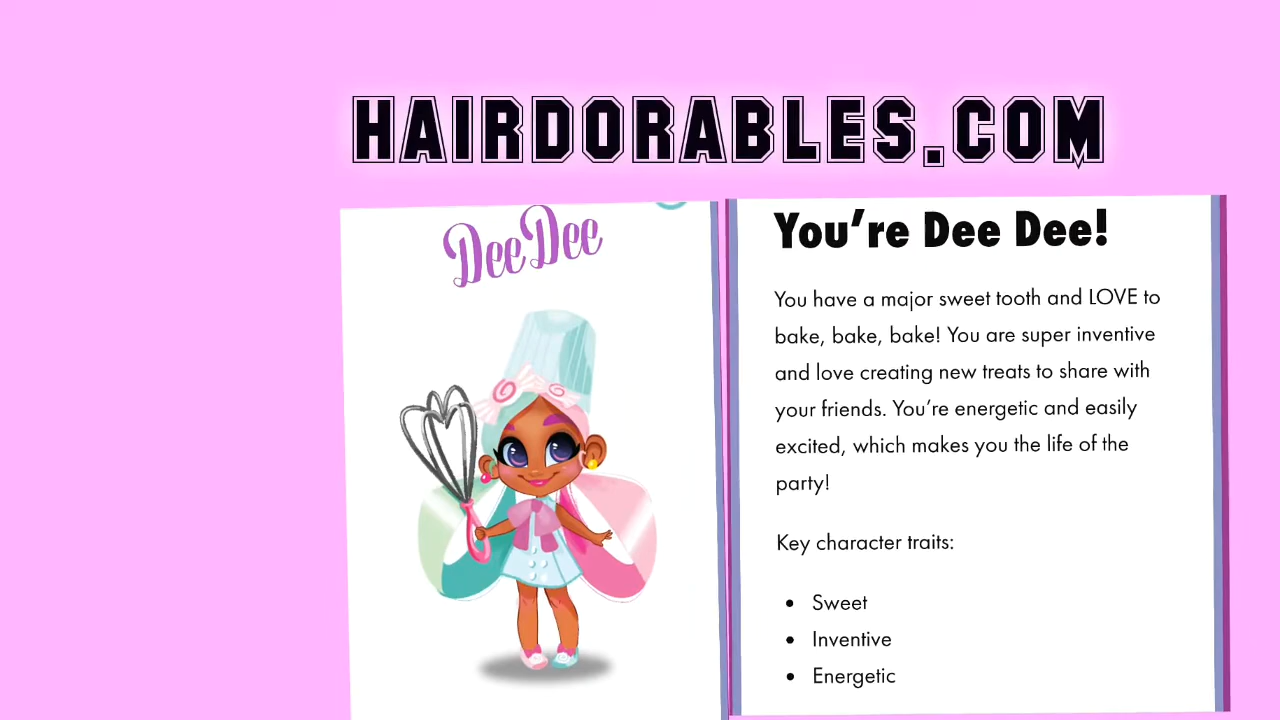 HAIRDORABLES.COM
DeeDee
You're Dee Dee!
You have a major sweet tooth and LOVE to
bake, bake, bake! You are super inventive
and love creating new treats to share with
your friends. You're energetic and easily
excited, which makes you the life of the
party!
Key character traits:
• Sweet
• Inventive
• Energetic